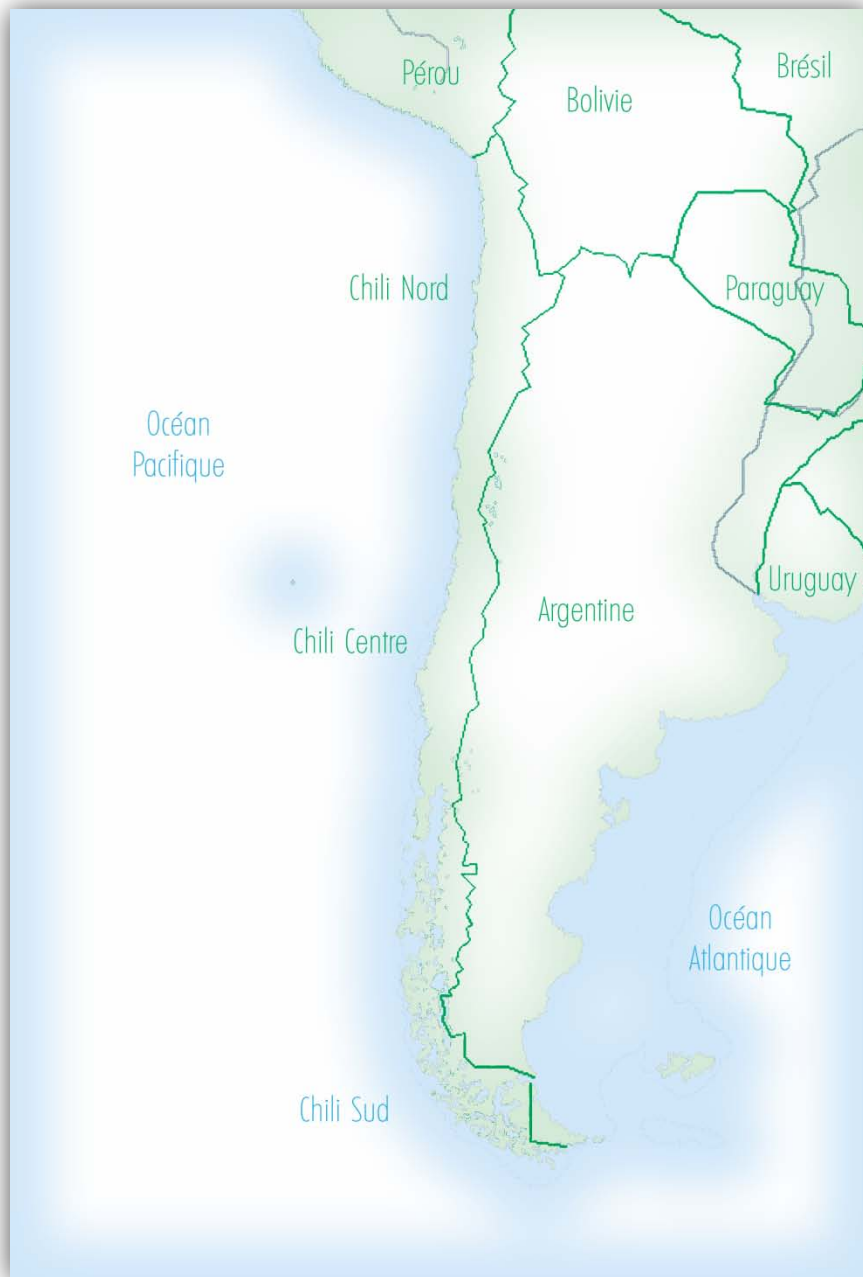 Pérou
Bolivie
Brésil
Chili Nord
Paraguay
Océan
Pacifique
Chili Centre
Argentine
Uruguay
Océan
Atlantique
Chili Sud